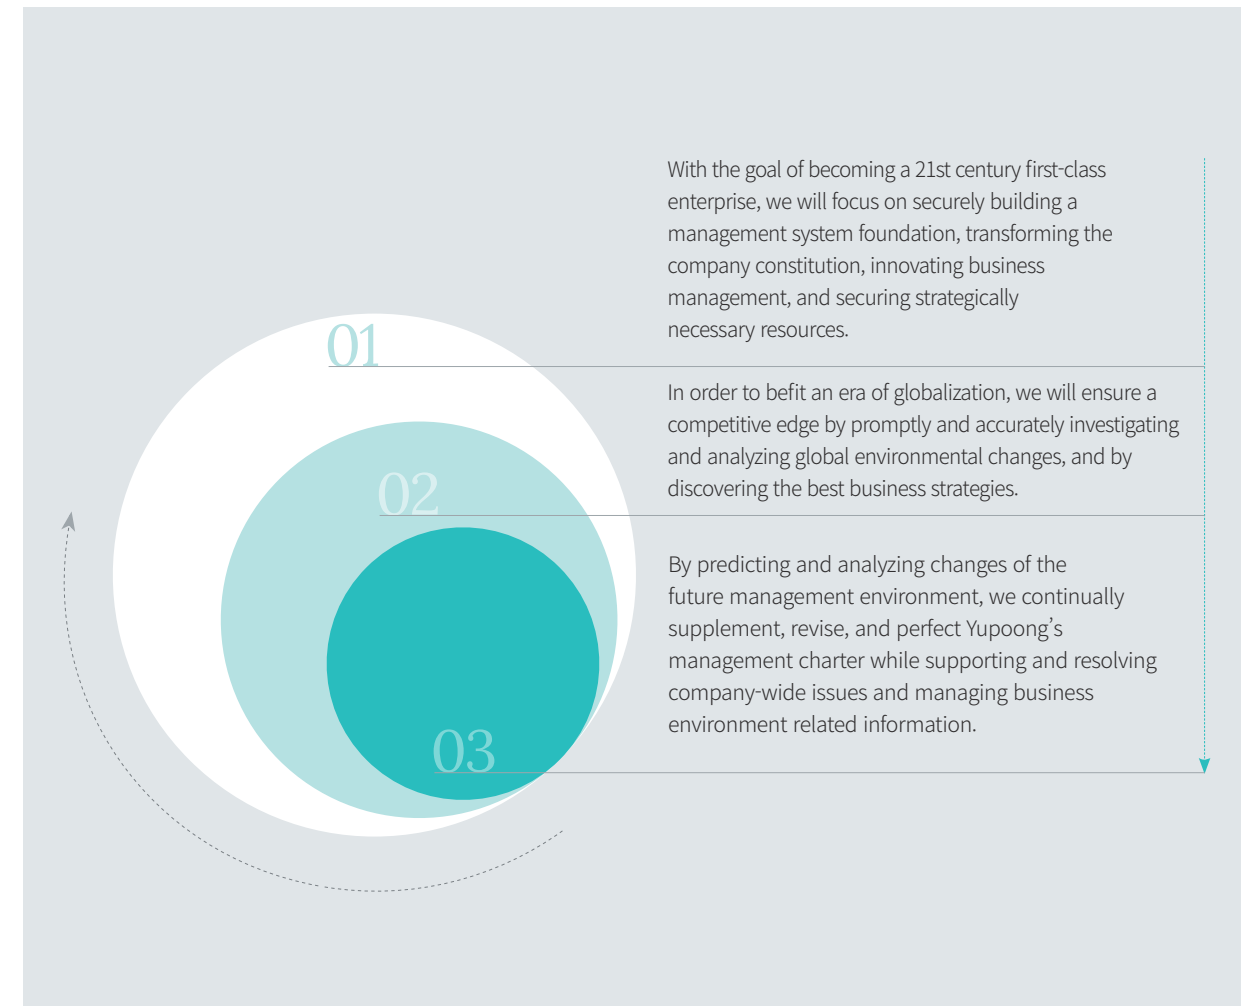 With the goal of becoming a 21st century first-class
enterprise, we will focus on securely building a
management system foundation, transforming the
company constitution, innovating business
management, and securing strategically
necessary resources.
01
In order to befit an era of globalization, we will ensure a
competitive edge by promptly and accurately investigating
and analyzing global environmental changes, and by
discovering the best business strategies.
02
By predicting and analyzing changes of the
future management environment, we continually
supplement, revise, and perfect Yupoong’s
management charter while supporting and resolving
company-wide issues and managing business
environment related information.
03